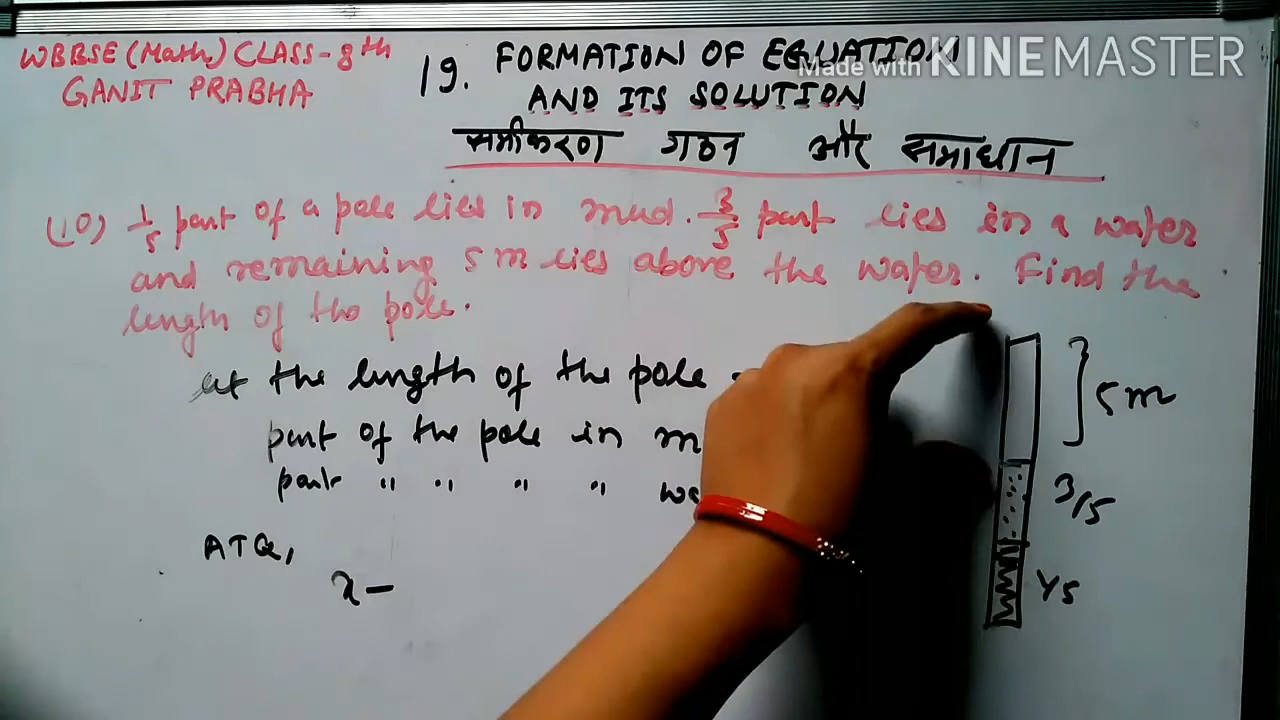 WBBSE (Math) CLASS-8th
GANIT PRABHA
19. FORMATION OF EQUATION
AND ITS SOLUTION
Made with KINEMASTER
समीकरण गठन और समाधान
(10) 1/5 part of a pole lies in mud. 3/5 part lies in a water
and remaining 5 m lies above the water. Find the
length of the pole.
let the length of the pole -
part of the pole in m
part " " " " wa
ATQ,
x -
5 m
3/5
1/5